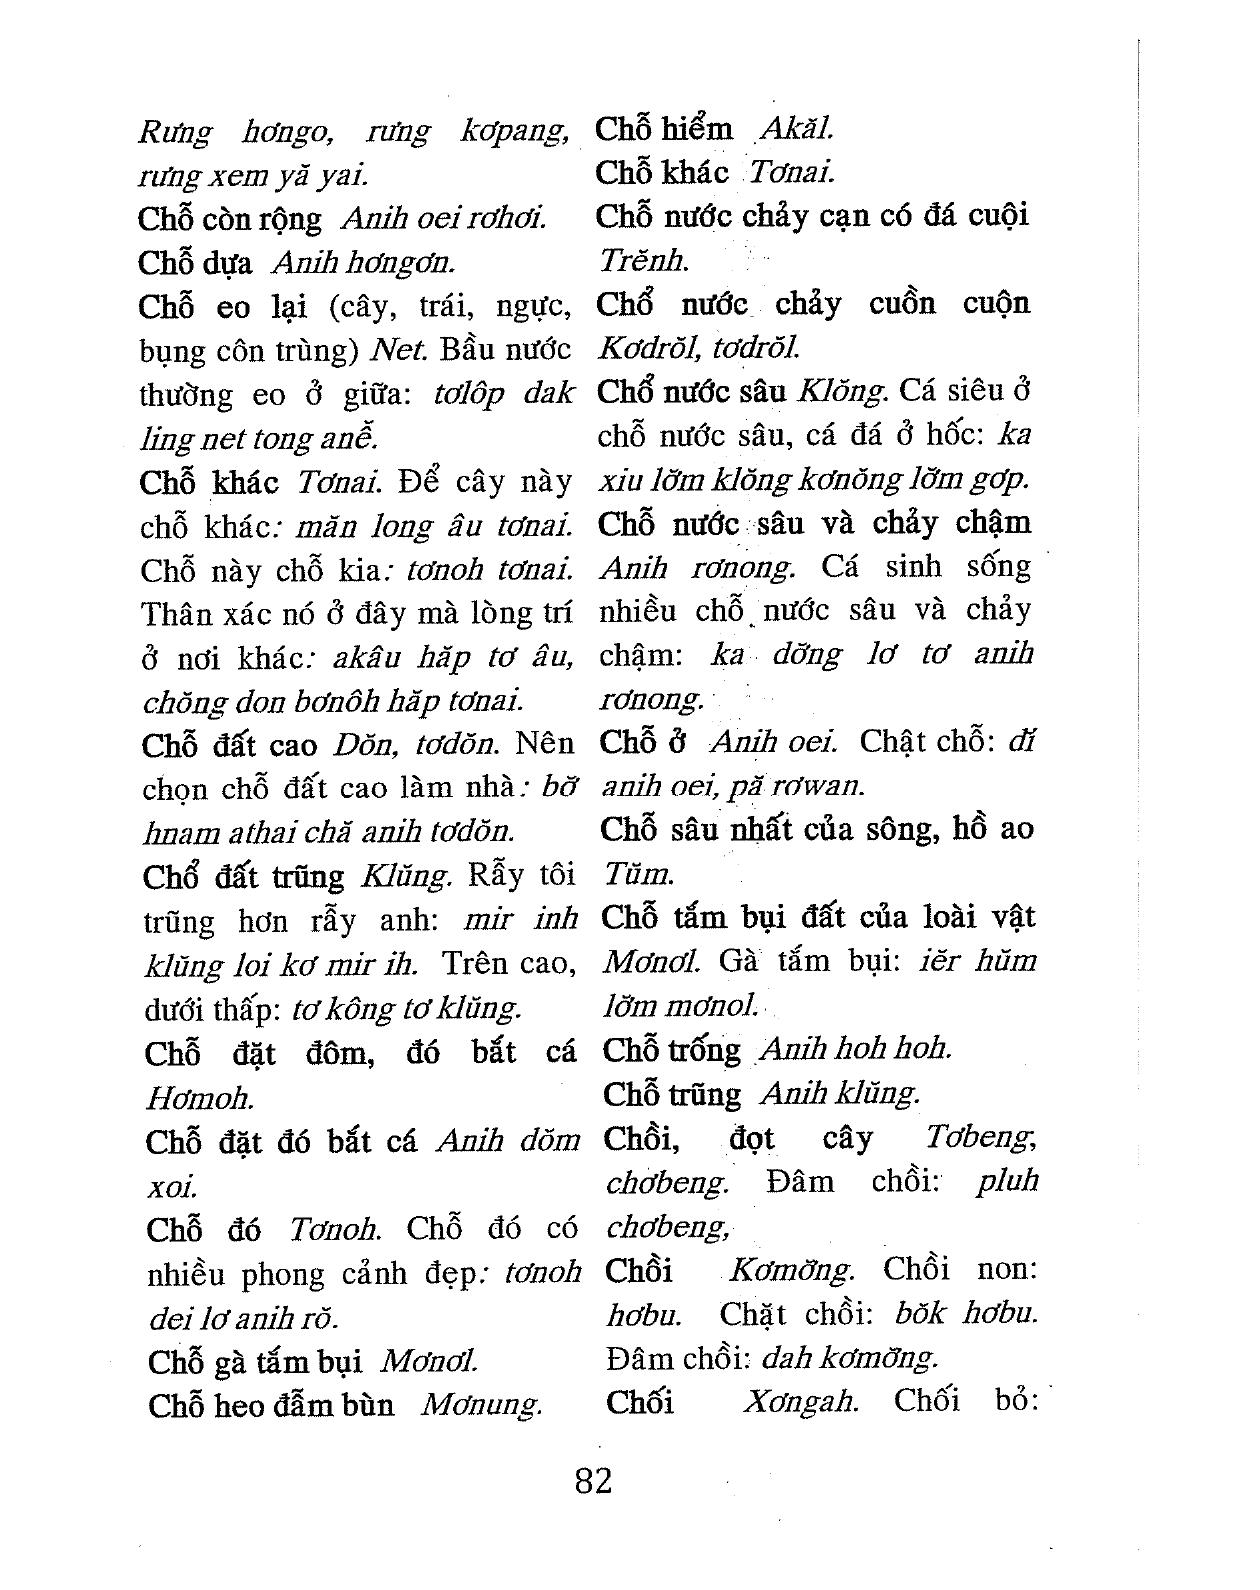 Rưng hơngo, rưng kơpang,
rưng xem yă yai.
Chỗ còn rộng Anih oei rơhơi.
Chỗ dựa Anih hơngơn.
Chỗ eo lại (cây, trái, ngực,
bụng côn trùng) Net. Bầu nước
thường eo ở giữa: tơlôp dak
ling net tong anễ.
Chỗ khác Tơnai. Để cây này
chỗ khác: măn long âu tơnai.
Chỗ này chỗ kia: tơnoh tơnai.
Thân xác nó ở đây mà lòng trí
ở nơi khác: akâu hăp tơ âu,
chŏng don bơnôh hăp tơnai.
Chỗ đất cao Dŏn, tơdŏn. Nên
chọn chỗ đất cao làm nhà: bơ̆
hnam athai chă anih tơdŏn.
Chổ đất trũng Klŭng. Rẫy tôi
trũng hơn rẫy anh: mir inh
klŭng loi kơ mir ih. Trên cao,
dưới thấp: tơ kông tơ klŭng.
Chỗ đặt đôm, đó bắt cá
Hơmoh.
Chỗ đặt đó bắt cá Anih dŏm
xoi.
Chỗ đó Tơnoh. Chỗ đó có
nhiều phong cảnh đẹp: tơnoh
dei lơ anih rŏ.
Chỗ gà tắm bụi Mơnơl.
Chỗ heo đẫm bùn Mơnung.
Chỗ hiểm Akăl.
Chỗ khác Tơnai.
Chỗ nước chảy cạn có đá cuội
Trĕnh.
Chổ nước chảy cuồn cuộn
Kơdrŏl, tơdrŏl.
Chổ nước sâu Klŏng. Cá siêu ở
chỗ nước sâu, cá đá ở hốc: ka
xiu lơ̆m klŏng kơnŏng lơ̆m gơp.
Chỗ nước sâu và chảy chậm
Anih rơnong. Cá sinh sống
nhiều chỗ nước sâu và chảy
chậm: ka dơ̆ng lơ tơ anih
rơnong.
Chỗ ở Anih oei. Chật chỗ: dĭ
anih oei, pă rơwan.
Chỗ sâu nhất của sông, hồ ao
Tŭm.
Chỗ tắm bụi đất của loài vật
Mơnơl. Gà tắm bụi: iĕr hŭm
lơ̆m mơnol.
Chỗ trống Anih hoh hoh.
Chỗ trũng Anih klŭng.
Chồi, đọt cây Tơbeng,
chơbeng. Đâm chồi: pluh
chơbeng,
Chồi Kơmơ̆ng. Chồi non:
hơbu. Chặt chồi: bŏk hơbu.
Đâm chồi: dah kơmơ̆ng.
Chối Xơngah. Chối bỏ:
82